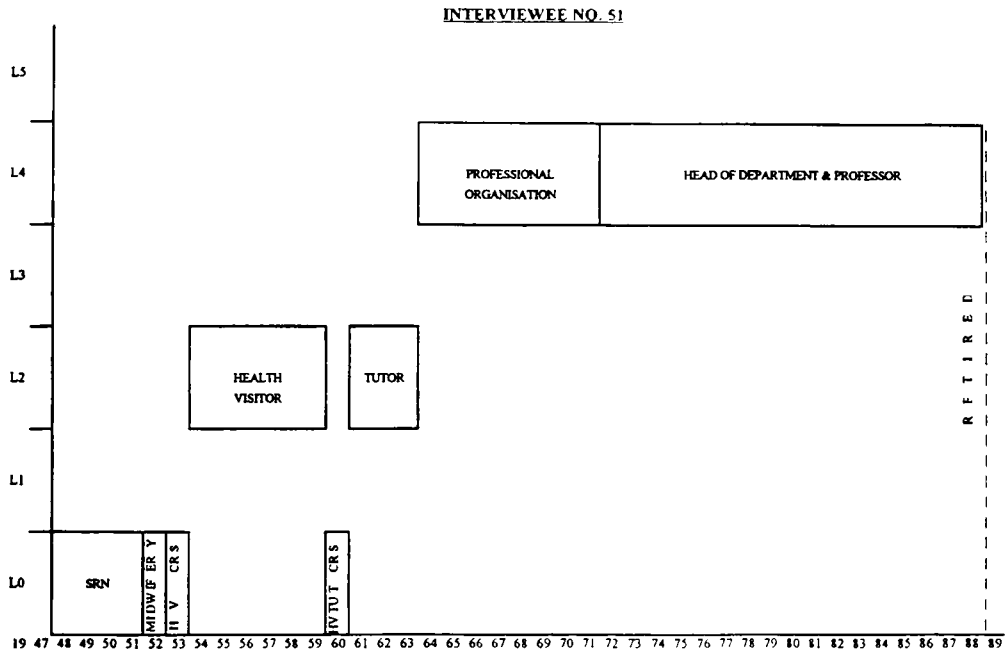 INTERVIEWEE NO. 51
L5
L4
PROFESSIONAL
ORGANISATION
HEAD OF DEPARTMENT & PROFESSOR
L3
RETIRED
L2
HEALTH
VISITOR
TUTOR
L1
L0
SRN
MIDWIFERY
HV CRS
HVTUT CRS
19 47 48 49 50 51 52 53 54 55 56 57 58 59 60 61 62 63 64 65 66 67 68 69 70 71 72 73 74 75 76 77 78 79 80 81 82 83 84 85 86 87 88 89